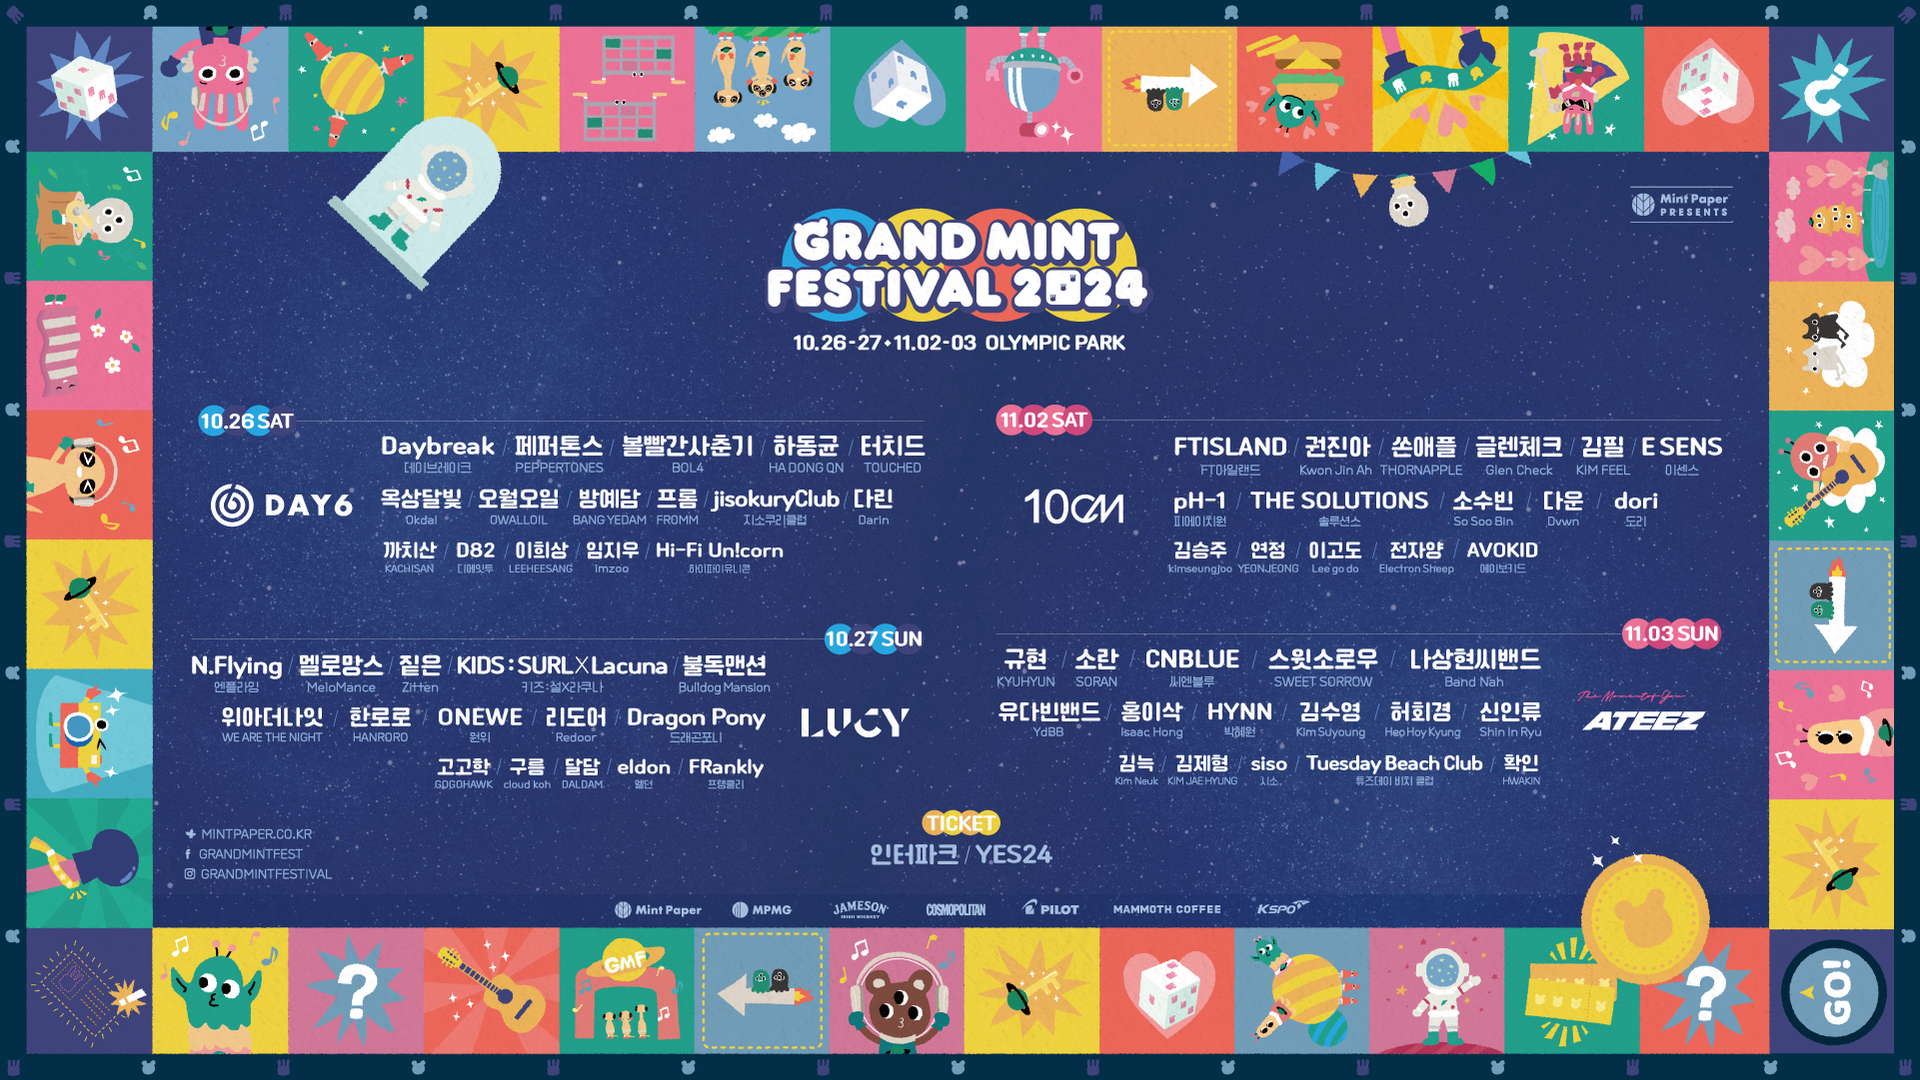 Mint Paper
PRESENTS
GRAND MINT
FESTIVAL 2024
10.26-27•11.02-03 OLYMPIC PARK
10.26 SAT
DAY6
Daybreak / 페퍼톤스 / 볼빨간사춘기 / 하동균 / 터치드
데이브레이크 PEPPERTONES BOL4 HA DONG QN TOUCHED
옥상달빛 / 오월오일 / 방예담 / 프롬 / jisokuryClub / 다린
Okdal OWALLOIL BANG YEDAM FROMM 지소쿠리클럽 Darin
까치산 / D82 / 이희상 / 임지우 / Hi-Fi Un!corn
KACHISAN 디에잇투 LEEHEESANG Imzoo 하이파이유니콘
10.27 SUN
N.Flying / 멜로망스 / 짙은 / KIDS : SURL X Lacuna / 불독맨션
엔플라잉 MeloMance Zitten 키즈:설X라쿠나 Bulldog Mansion
위아더나잇 / 한로로 / ONEWE / 리도어 / Dragon Pony
WE ARE THE NIGHT HANRORO 원위 Redoor 드래곤포니
고고학 / 구름 / 달담 / eldon / FRankly
GOGOHAWK cloud koh DALDAM 엘던 프랭클리
LUCY
11.02 SAT
10CM
FTISLAND / 권진아 / 쏜애플 / 글렌체크 / 김필 / E SENS
FT아일랜드 Kwon Jin Ah THORNAPPLE Glen Check KIM FEEL 이센스
pH-1 / THE SOLUTIONS / 소수빈 / 다운 / dori
피에이치원 솔루션스 So Soo Bin Dvwn 도리
김승주 / 연정 / 이고도 / 전자양 / AVOKID
kimseungjoo YEONJEONG Lee go do Electron Sheep 에이보키드
11.03 SUN
규현 / 소란 / CNBLUE / 스윗소로우 / 나상현씨밴드
KYUHYUN SORAN 씨엔블루 SWEET SORROW Band Nah
유다빈밴드 / 홍이삭 / HYNN / 김수영 / 허회경 / 신인류
YdBB Isaac Hong 박혜원 Kim Suyoung Heo Hoy Kyung Shin In Ryu
김늑 / 김제형 / siso / Tuesday Beach Club / 확인
Kim Neuk KIM JAE HYUNG 시소 튜즈데이 비치 클럽 HWAKIN
The Moment of You
ATEEZ
TICKET
인터파크 / YES24
MINTPAPER.CO.KR
GRANDMINTFEST
GRANDMINTFESTIVAL
Mint Paper MPMG JAMESON IRISH WHISKEY COSMOPOLITAN PILOT MAMMOTH COFFEE KSPO
?
GMF
?
GO!